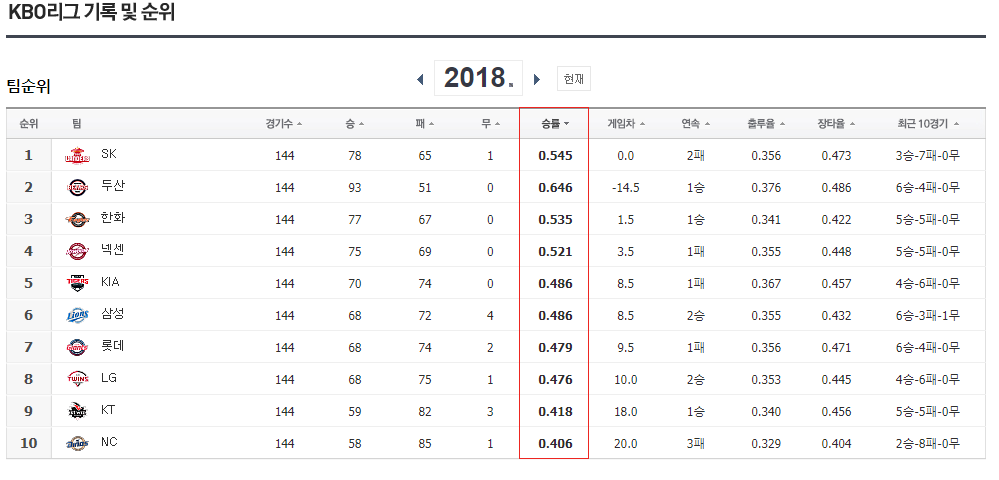 KBO리그 기록 및 순위
팀순위 2018. 현재
순위 팀 경기수 승 패 무 승률 게임차 연속 출루율 장타율 최근 10경기
1 SK 144 78 65 1 0.545 0.0 2패 0.356 0.473 3승-7패-0무
2 두산 144 93 51 0 0.646 -14.5 1승 0.376 0.486 6승-4패-0무
3 한화 144 77 67 0 0.535 1.5 1승 0.341 0.422 5승-5패-0무
4 넥센 144 75 69 0 0.521 3.5 1패 0.355 0.448 5승-5패-0무
5 KIA 144 70 74 0 0.486 8.5 1패 0.367 0.457 4승-6패-0무
6 Lions 삼성 144 68 72 4 0.486 8.5 2승 0.355 0.432 6승-3패-1무
7 롯데 144 68 74 2 0.479 9.5 1패 0.356 0.471 6승-4패-0무
8 TWINS LG 144 68 75 1 0.476 10.0 2승 0.353 0.445 4승-6패-0무
9 KT 144 59 82 3 0.418 18.0 1승 0.340 0.456 5승-5패-0무
10 NC 144 58 85 1 0.406 20.0 3패 0.329 0.404 2승-8패-0무